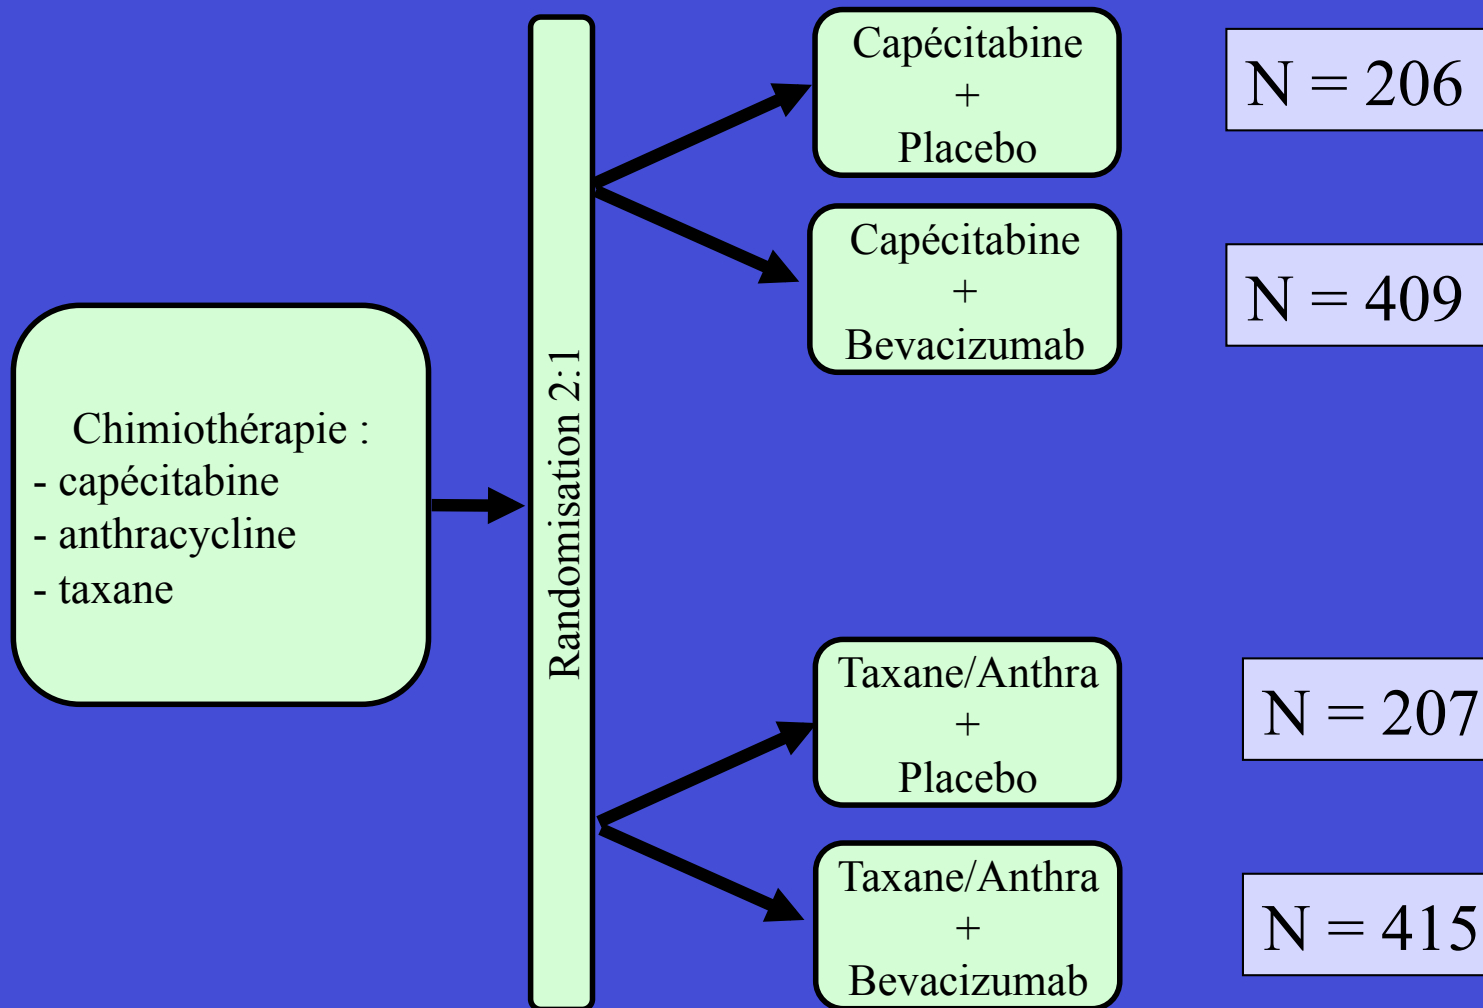 Chimiothérapie :
- capécitabine
- anthracycline
- taxane
Randomisation 2:1
Capécitabine
+
Placebo
N = 206
Capécitabine
+
Bevacizumab
N = 409
Taxane/Anthra
+
Placebo
N = 207
Taxane/Anthra
+
Bevacizumab
N = 415